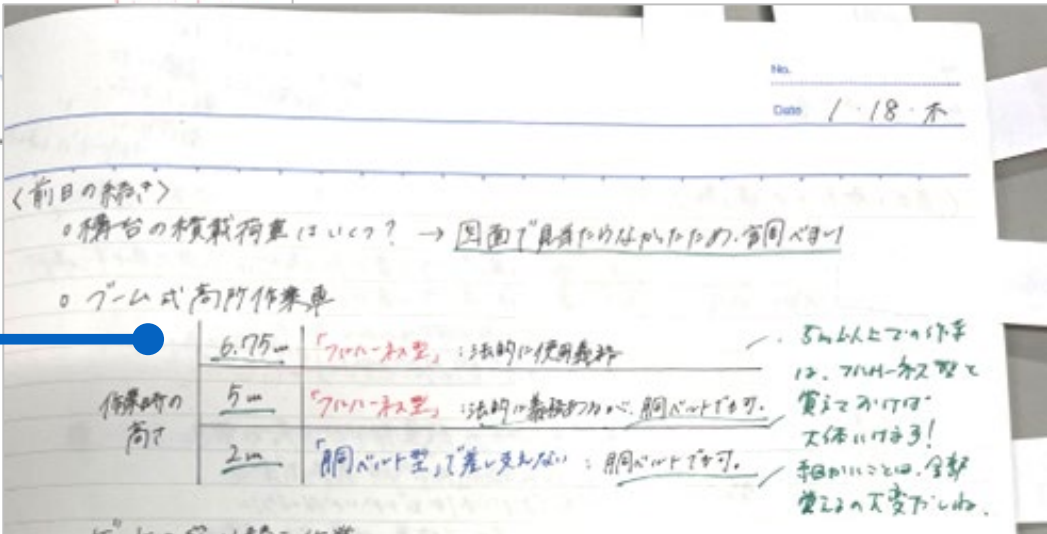 No.
Date 1・18・木
〈前日の続き〉
○構台の積載荷重はいくつ? → 図面で見当たらなかったため、
○ ブーム式高所作業車
作業時の
高さ
6.75m 「フルハーネス型」:法的に使用義務
5m 「フルハーネス型」:法的に義務 胴ベルトでも可。
2m 「胴ベルト型」で差し支えない:胴ベルトでも可。
5m以上での作業
は、フルハーネス型と
覚えておけば
大体いける!
細かいことは、全部
覚えるの大変だしね。